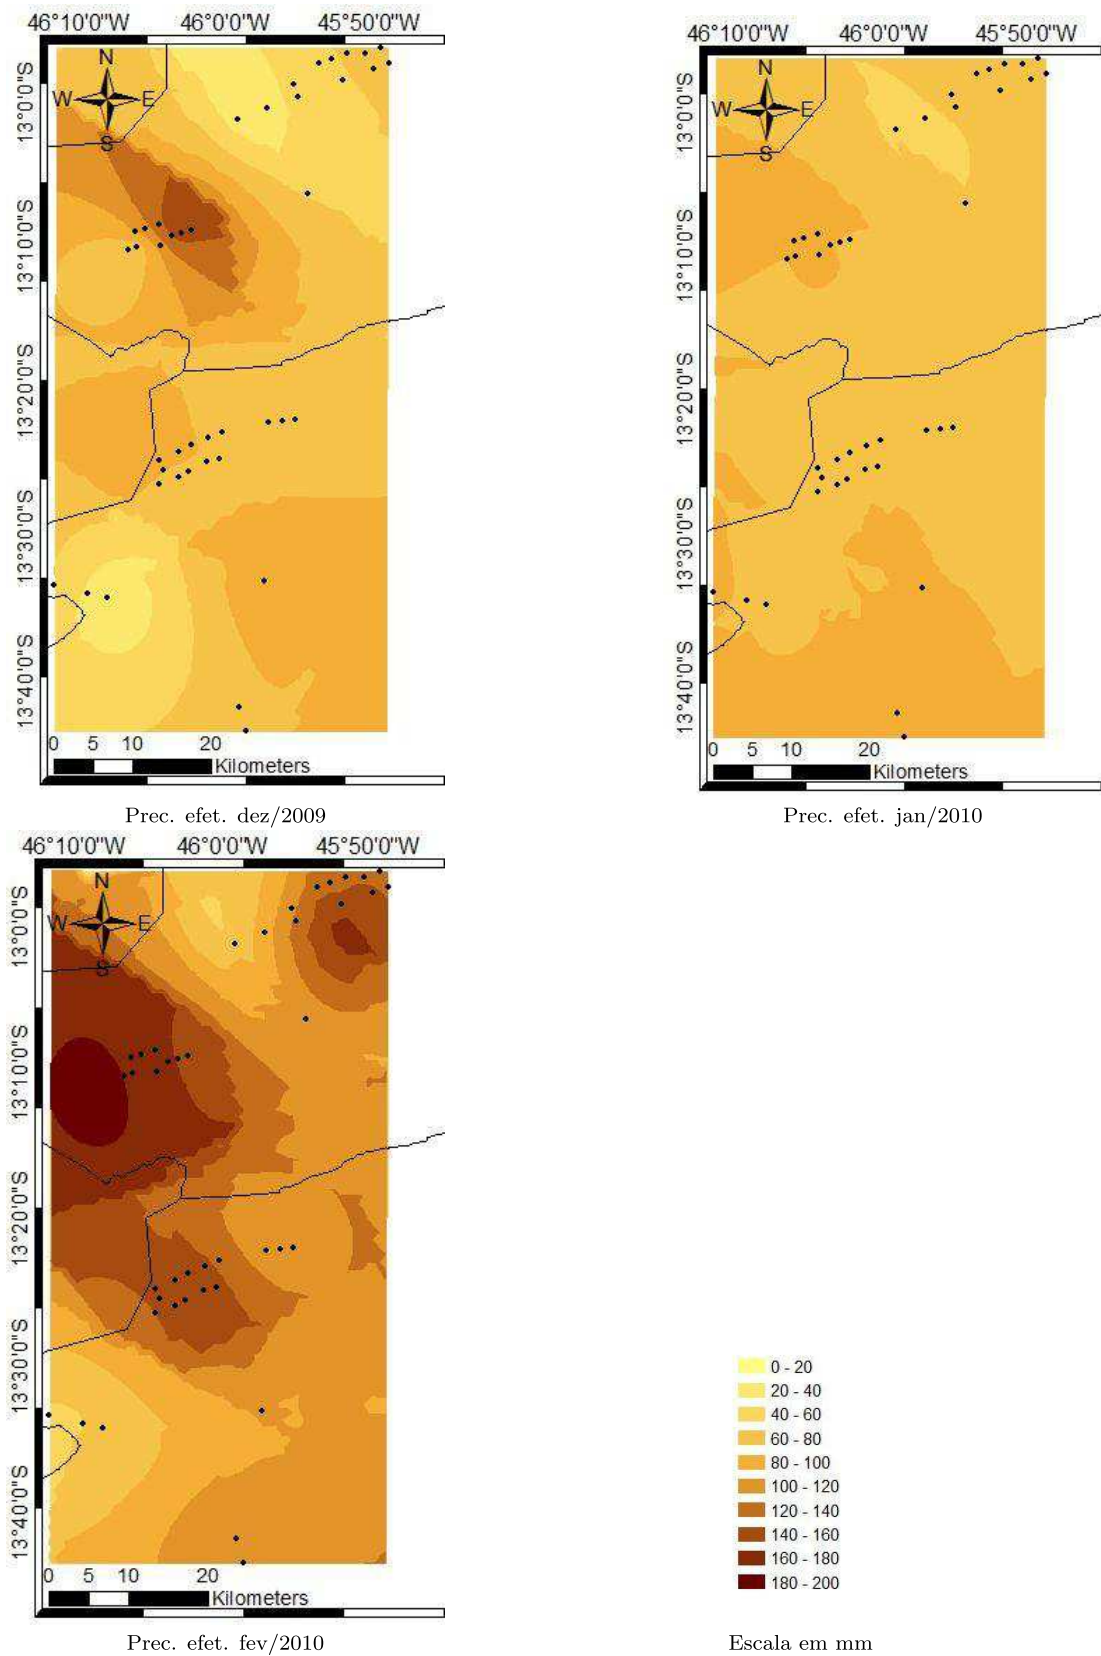 46°10'0"W 46°0'0"W 45°50'0"W
N
W E
S
13°0'0"S
13°10'0"S
13°20'0"S
13°30'0"S
13°40'0"S
0 5 10 20
Kilometers
Prec. efet. dez/2009
46°10'0"W 46°0'0"W 45°50'0"W
N
W E
S
13°0'0"S
13°10'0"S
13°20'0"S
13°30'0"S
13°40'0"S
0 5 10 20
Kilometers
Prec. efet. jan/2010
46°10'0"W 46°0'0"W 45°50'0"W
N
W E
S
13°0'0"S
13°10'0"S
13°20'0"S
13°30'0"S
13°40'0"S
0 5 10 20
Kilometers
Prec. efet. fev/2010
0 - 20
20 - 40
40 - 60
60 - 80
80 - 100
100 - 120
120 - 140
140 - 160
160 - 180
180 - 200
Escala em mm